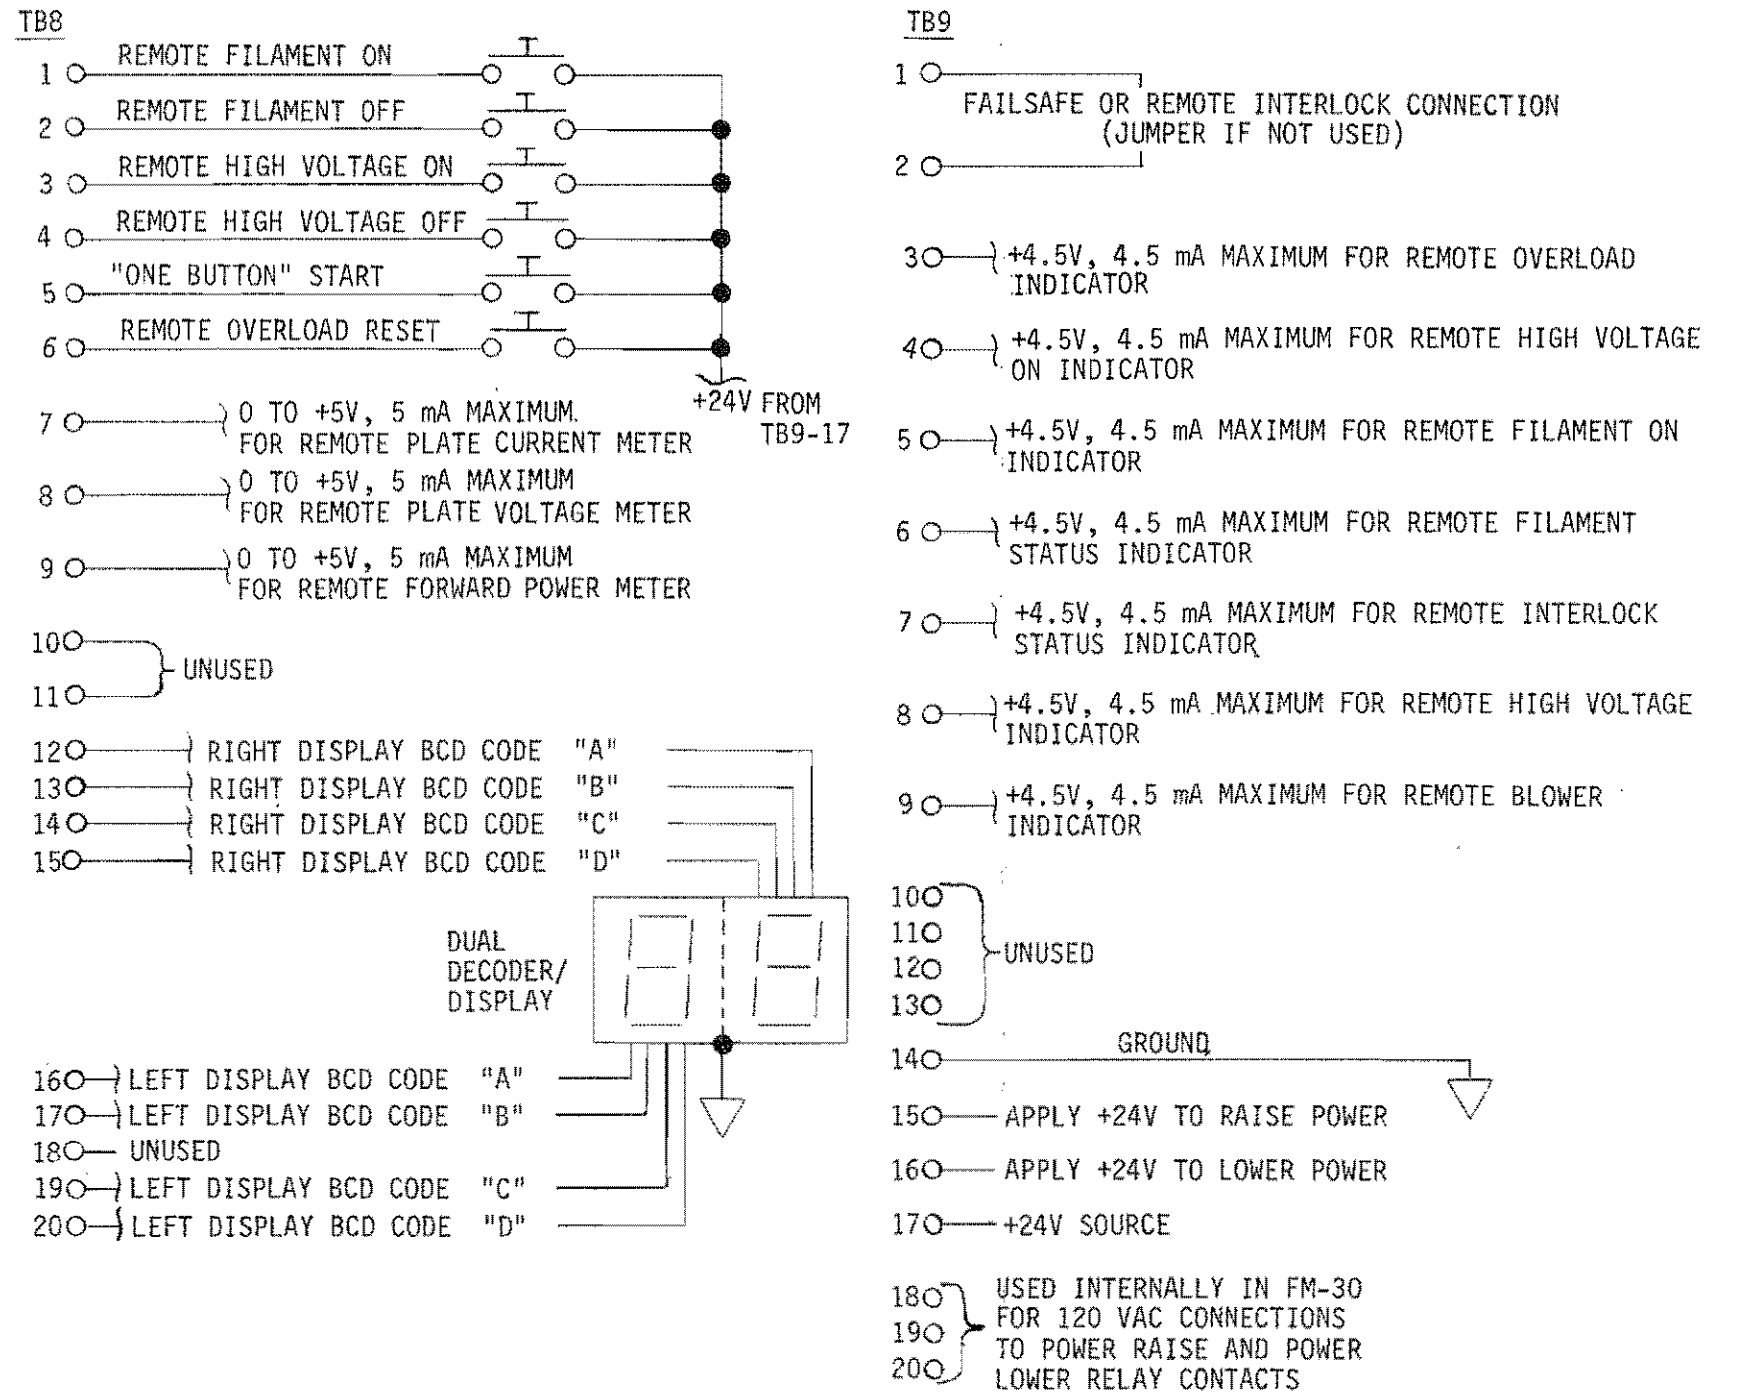 TB8
1 REMOTE FILAMENT ON
2 REMOTE FILAMENT OFF
3 REMOTE HIGH VOLTAGE ON
4 REMOTE HIGH VOLTAGE OFF
5 "ONE BUTTON" START
6 REMOTE OVERLOAD RESET
+24V FROM
TB9-17
7 0 TO +5V, 5 mA MAXIMUM.
FOR REMOTE PLATE CURRENT METER
8 0 TO +5V, 5 mA MAXIMUM
FOR REMOTE PLATE VOLTAGE METER
9 0 TO +5V, 5 mA MAXIMUM
FOR REMOTE FORWARD POWER METER
10
UNUSED
11
12 RIGHT DISPLAY BCD CODE "A"
13 RIGHT DISPLAY BCD CODE "B"
14 RIGHT DISPLAY BCD CODE "C"
15 RIGHT DISPLAY BCD CODE "D"
DUAL
DECODER/
DISPLAY
16 LEFT DISPLAY BCD CODE "A"
17 LEFT DISPLAY BCD CODE "B"
18 UNUSED
19 LEFT DISPLAY BCD CODE "C"
20 LEFT DISPLAY BCD CODE "D"
TB9
1
FAILSAFE OR REMOTE INTERLOCK CONNECTION
(JUMPER IF NOT USED)
2
3 +4.5V, 4.5 mA MAXIMUM FOR REMOTE OVERLOAD
INDICATOR
4 +4.5V, 4.5 mA MAXIMUM FOR REMOTE HIGH VOLTAGE
ON INDICATOR
5 +4.5V, 4.5 mA MAXIMUM FOR REMOTE FILAMENT ON
INDICATOR
6 +4.5V, 4.5 mA MAXIMUM FOR REMOTE FILAMENT
STATUS INDICATOR
7 +4.5V, 4.5 mA MAXIMUM FOR REMOTE INTERLOCK
STATUS INDICATOR
8 +4.5V, 4.5 mA MAXIMUM FOR REMOTE HIGH VOLTAGE
INDICATOR
9 +4.5V, 4.5 mA MAXIMUM FOR REMOTE BLOWER
INDICATOR
10
11
UNUSED
12
13
14 GROUND
15 APPLY +24V TO RAISE POWER
16 APPLY +24V TO LOWER POWER
17 +24V SOURCE
18 USED INTERNALLY IN FM-30
FOR 120 VAC CONNECTIONS
19 TO POWER RAISE AND POWER
20 LOWER RELAY CONTACTS